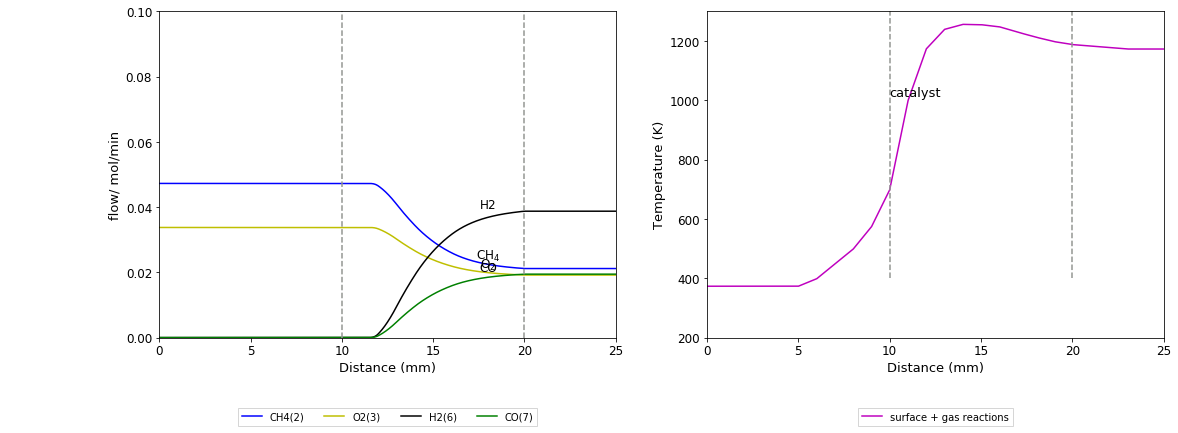 0.10
0.08
0.06
0.04
0.02
0.00
flow/ mol/min
H2
CH4
O2
CO
0 5 10 15 20 25
Distance (mm)
CH4(2) O2(3) H2(6) CO(7)
1200
1000
800
600
400
200
Temperature (K)
catalyst
0 5 10 15 20 25
Distance (mm)
surface + gas reactions